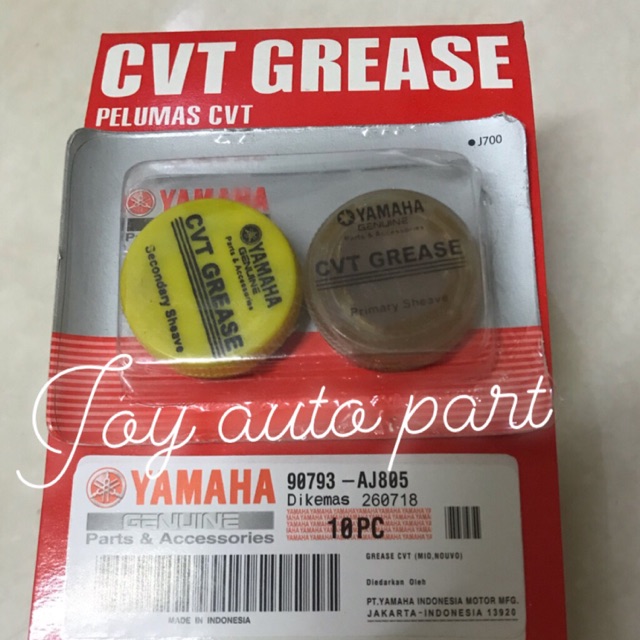 CVT GREASE
PELUMAS CVT
J700
YAMAHA
GENUINE
YAMAHA
GENUINE
Parts & Accessories
CVT GREASE
Secondary Sheave
YAMAHA
GENUINE
Parts & Accessories
CVT GREASE
Primary Sheave
Joy auto part
YAMAHA
GENUINE
Parts & Accessories
90793-AJ805
Dikemas 260718
10PC
GREASE CVT (MIO,NOUVO)
Diedarkan Oleh
PT.YAMAHA INDONESIA MOTOR MFG.
JAKARTA-INDONESIA 13920
MADE IN INDONESIA